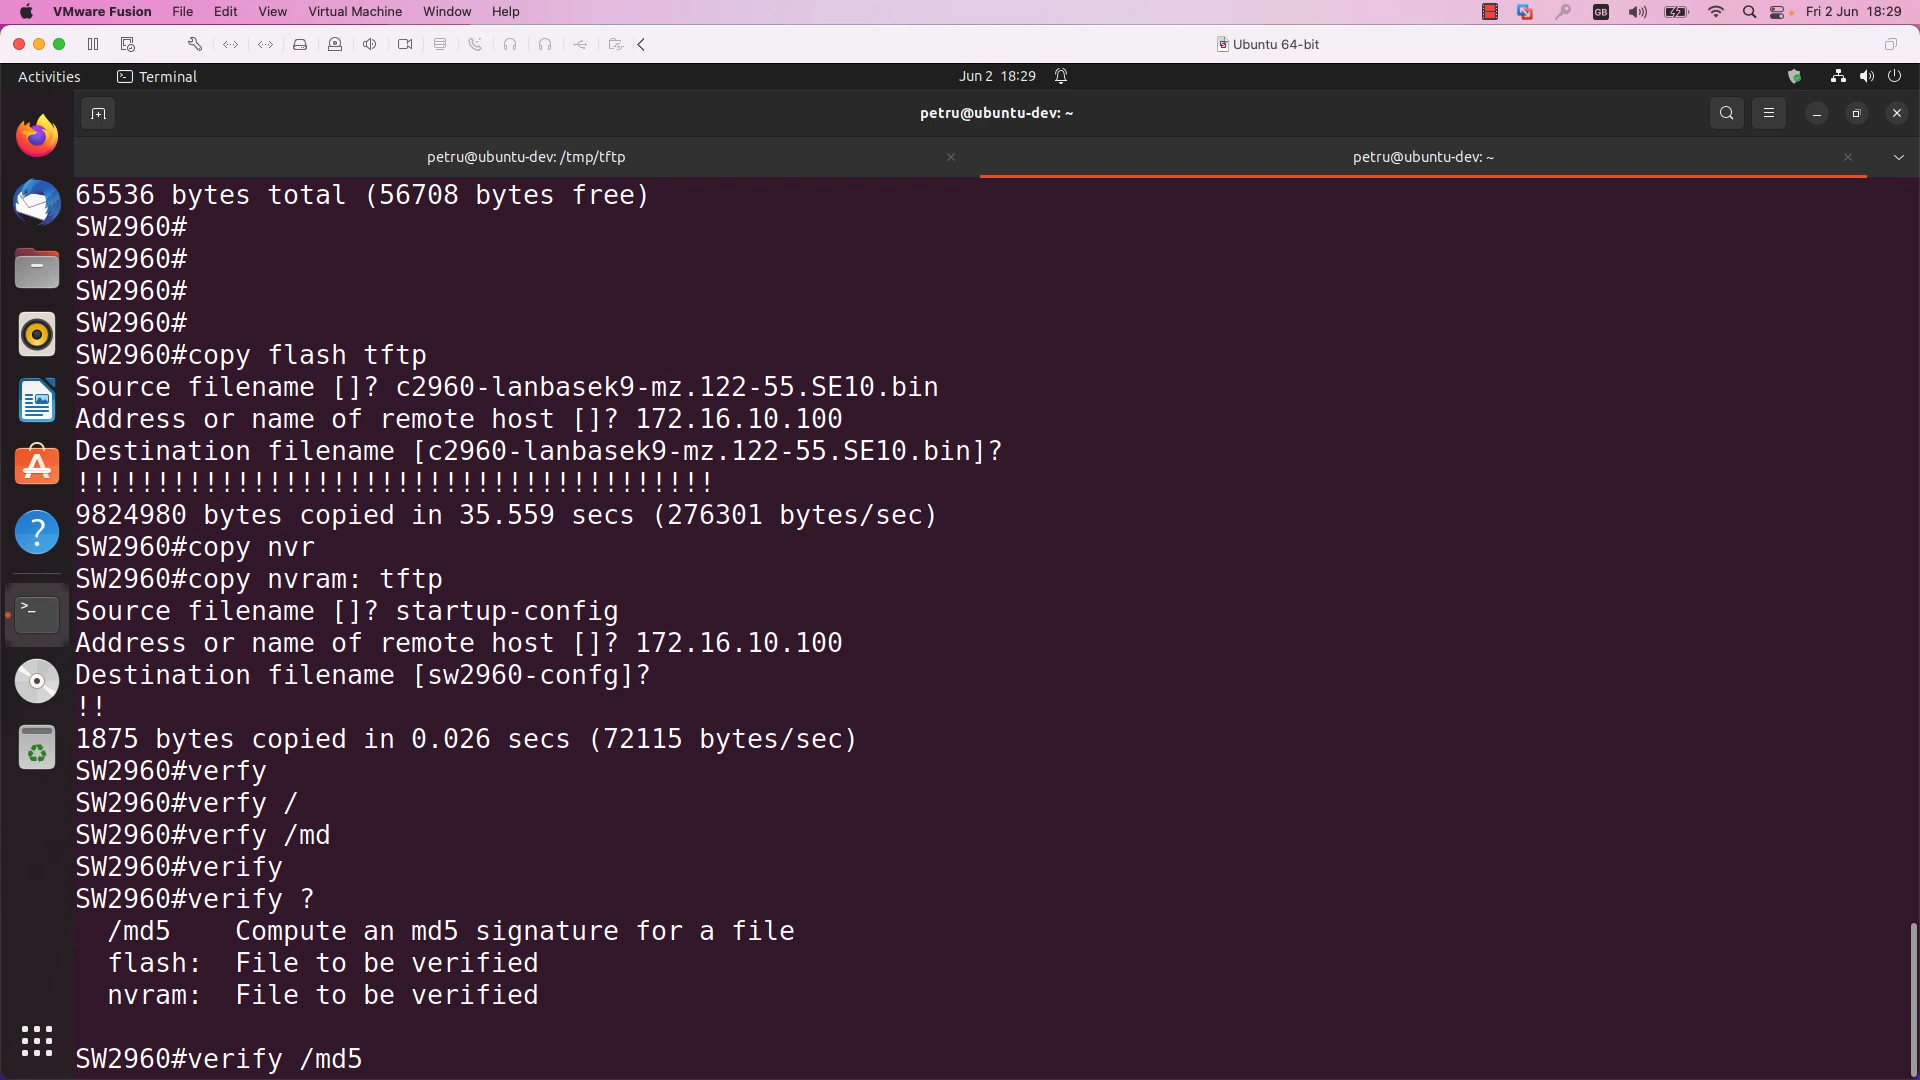 VMware Fusion File Edit View Virtual Machine Window Help GB Fri 2 Jun 18:29
Ubuntu 64-bit
Activities Terminal Jun 2 18:29
petru@ubuntu-dev: ~
petru@ubuntu-dev: /tmp/tftp petru@ubuntu-dev: ~
65536 bytes total (56708 bytes free)
SW2960#
SW2960#
SW2960#
SW2960#
SW2960#copy flash tftp
Source filename []? c2960-lanbasek9-mz.122-55.SE10.bin
Address or name of remote host []? 172.16.10.100
Destination filename [c2960-lanbasek9-mz.122-55.SE10.bin]?
!!!!!!!!!!!!!!!!!!!!!!!!!!!!!!!!!!!!!!!!
9824980 bytes copied in 35.559 secs (276301 bytes/sec)
SW2960#copy nvr
SW2960#copy nvram: tftp
Source filename []? startup-config
Address or name of remote host []? 172.16.10.100
Destination filename [sw2960-confg]?
!!
1875 bytes copied in 0.026 secs (72115 bytes/sec)
SW2960#verfy
SW2960#verfy /
SW2960#verfy /md
SW2960#verify
SW2960#verify ?
  /md5    Compute an md5 signature for a file
  flash:  File to be verified
  nvram:  File to be verified
SW2960#verify /md5